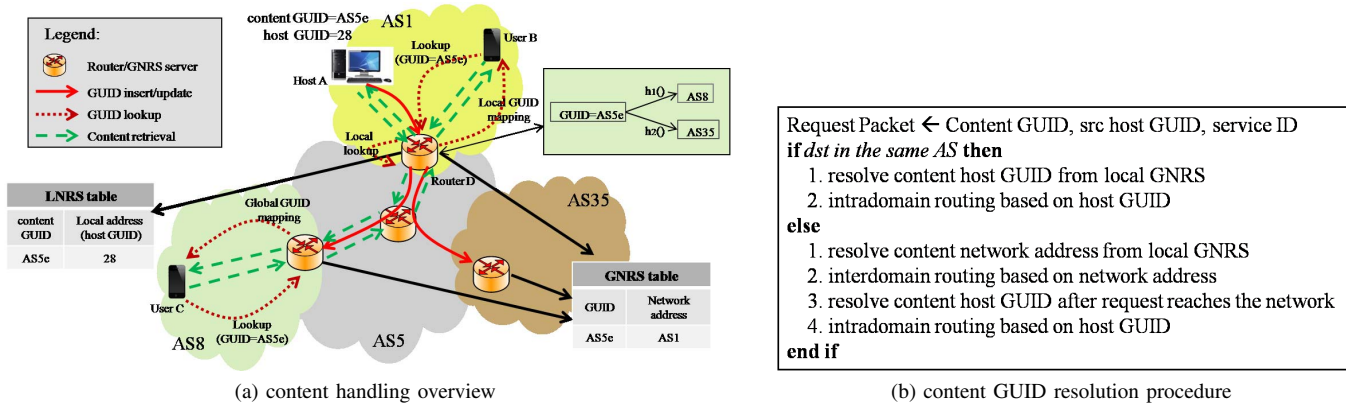 Legend:
Router/GNRS server
GUID insert/update
GUID lookup
Content retrieval
content GUID=AS5e
host GUID=28
AS1
Host A
Lookup
(GUID=AS5e)
User B
Local GUID
mapping
GUID=AS5e
h1()
AS8
h2()
AS35
Local
lookup
Router D
LNRS table
content
GUID
Local address
(host GUID)
AS5e
28
Global GUID
mapping
User C
Lookup
(GUID=AS5e)
AS8
AS5
AS35
GNRS table
GUID
Network
address
AS5e
AS1
(a) content handling overview
Request Packet ← Content GUID, src host GUID, service ID
if dst in the same AS then
1. resolve content host GUID from local GNRS
2. intradomain routing based on host GUID
else
1. resolve content network address from local GNRS
2. interdomain routing based on network address
3. resolve content host GUID after request reaches the network
4. intradomain routing based on host GUID
end if
(b) content GUID resolution procedure